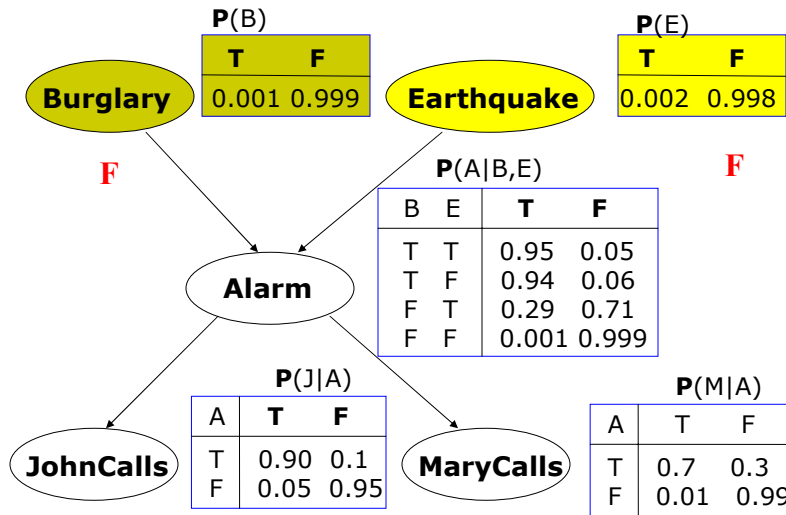 P(B)
T F
Burglary
0.001 0.999
P(E)
T F
Earthquake
0.002 0.998
F
F
P(A|B,E)
B E T F
T T 0.95 0.05
T F 0.94 0.06
F T 0.29 0.71
F F 0.001 0.999
Alarm
P(J|A)
A T F
T 0.90 0.1
F 0.05 0.95
JohnCalls
MaryCalls
P(M|A)
A T F
T 0.7 0.3
F 0.01 0.99